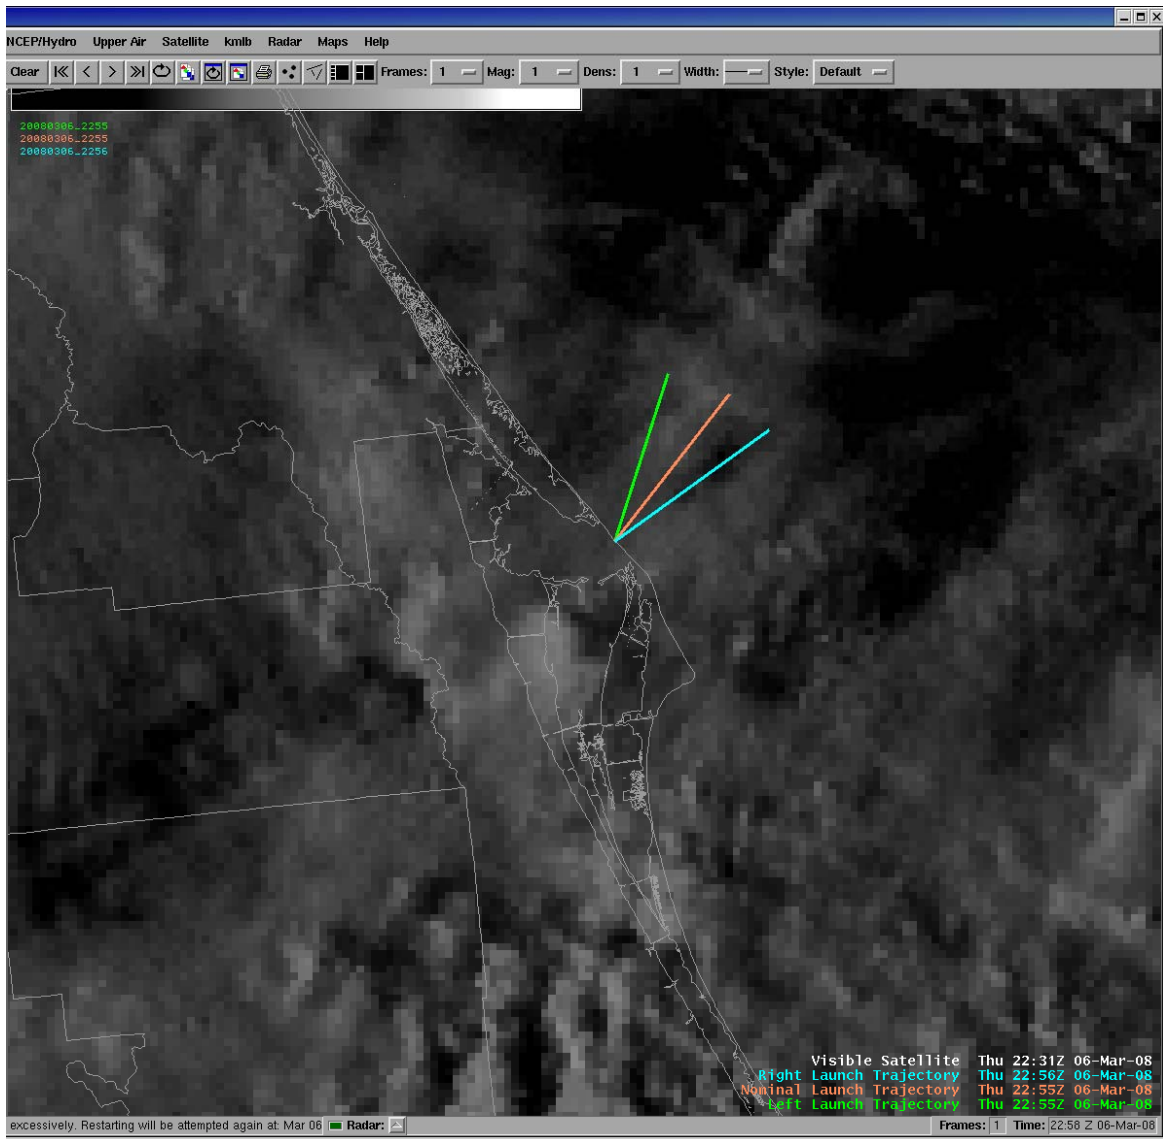 NCEP/Hydro Upper Air Satellite kmlb Radar Maps Help
Clear Frames: 1 Mag: 1 Dens: 1 Width: Style: Default
20080306_2255
20080306_2255
20080306_2256
Visible Satellite Thu 22:31Z 06-Mar-08
Right Launch Trajectory Thu 22:56Z 06-Mar-08
Nominal Launch Trajectory Thu 22:55Z 06-Mar-08
Left Launch Trajectory Thu 22:55Z 06-Mar-08
excessively. Restarting will be attempted again at: Mar 06 Radar: Frames: 1 Time: 22:58 Z 06-Mar-08